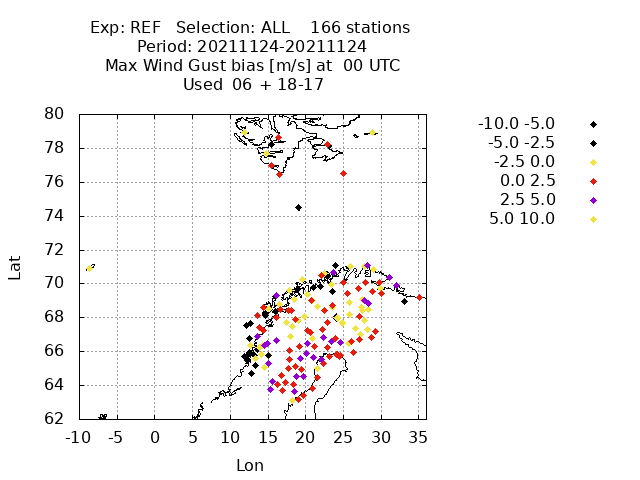 Exp: REF   Selection: ALL    166 stations
Period: 20211124-20211124
Max Wind Gust bias [m/s] at  00 UTC
Used  06 + 18-17
80
78
76
74
72
70
68
66
64
62
Lat
-10 -5 0 5 10 15 20 25 30 35
Lon
-10.0 -5.0
-5.0 -2.5
-2.5 0.0
0.0 2.5
2.5 5.0
5.0 10.0